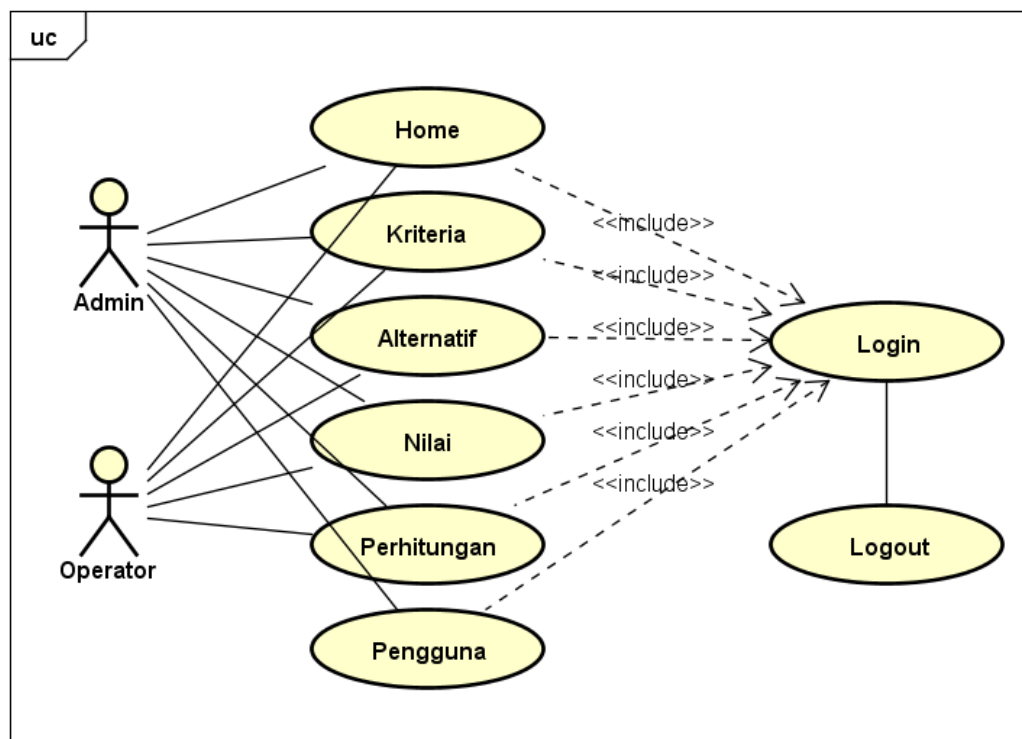 uc
Home
Kriteria
Alternatif
Nilai
Perhitungan
Pengguna
Admin
Operator
<<include>>
<<include>>
<<include>>
<<include>>
<<include>>
<<include>>
Login
Logout